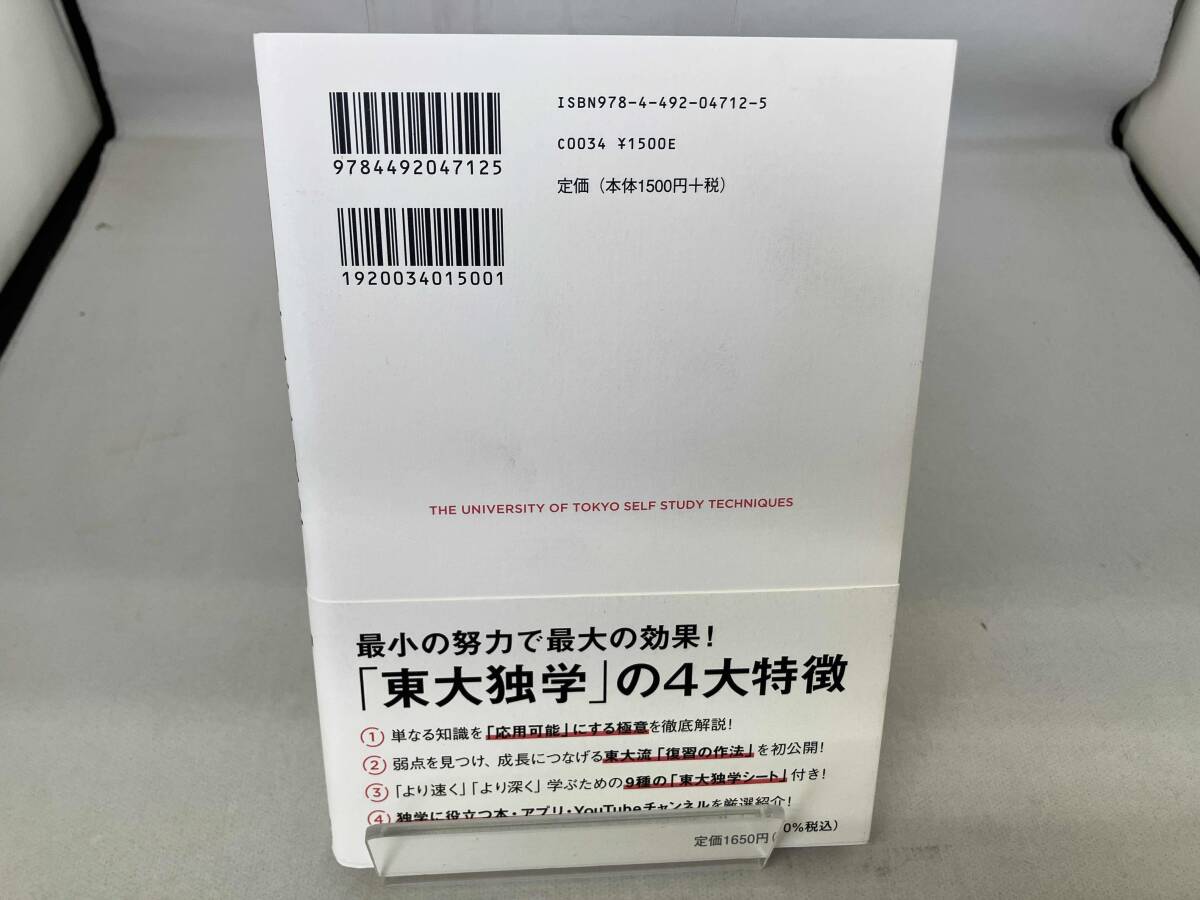 9784492047125
1920034015001
ISBN978-4-492-04712-5
C0034 ¥1500E
定価（本体1500円＋税）
THE UNIVERSITY OF TOKYO SELF STUDY TECHNIQUES
最小の努力で最大の効果！
「東大独学」の4大特徴
① 単なる知識を「応用可能」にする極意を徹底解説！
② 弱点を見つけ、成長につなげる東大流「復習の作法」を初公開！
③ 「より速く」「より深く」学ぶための9種の「東大独学シート」付き！
④ 独学に役立つ本・アプリ・YouTubeチャンネルを厳選紹介！
定価1650円（ 0%税込）